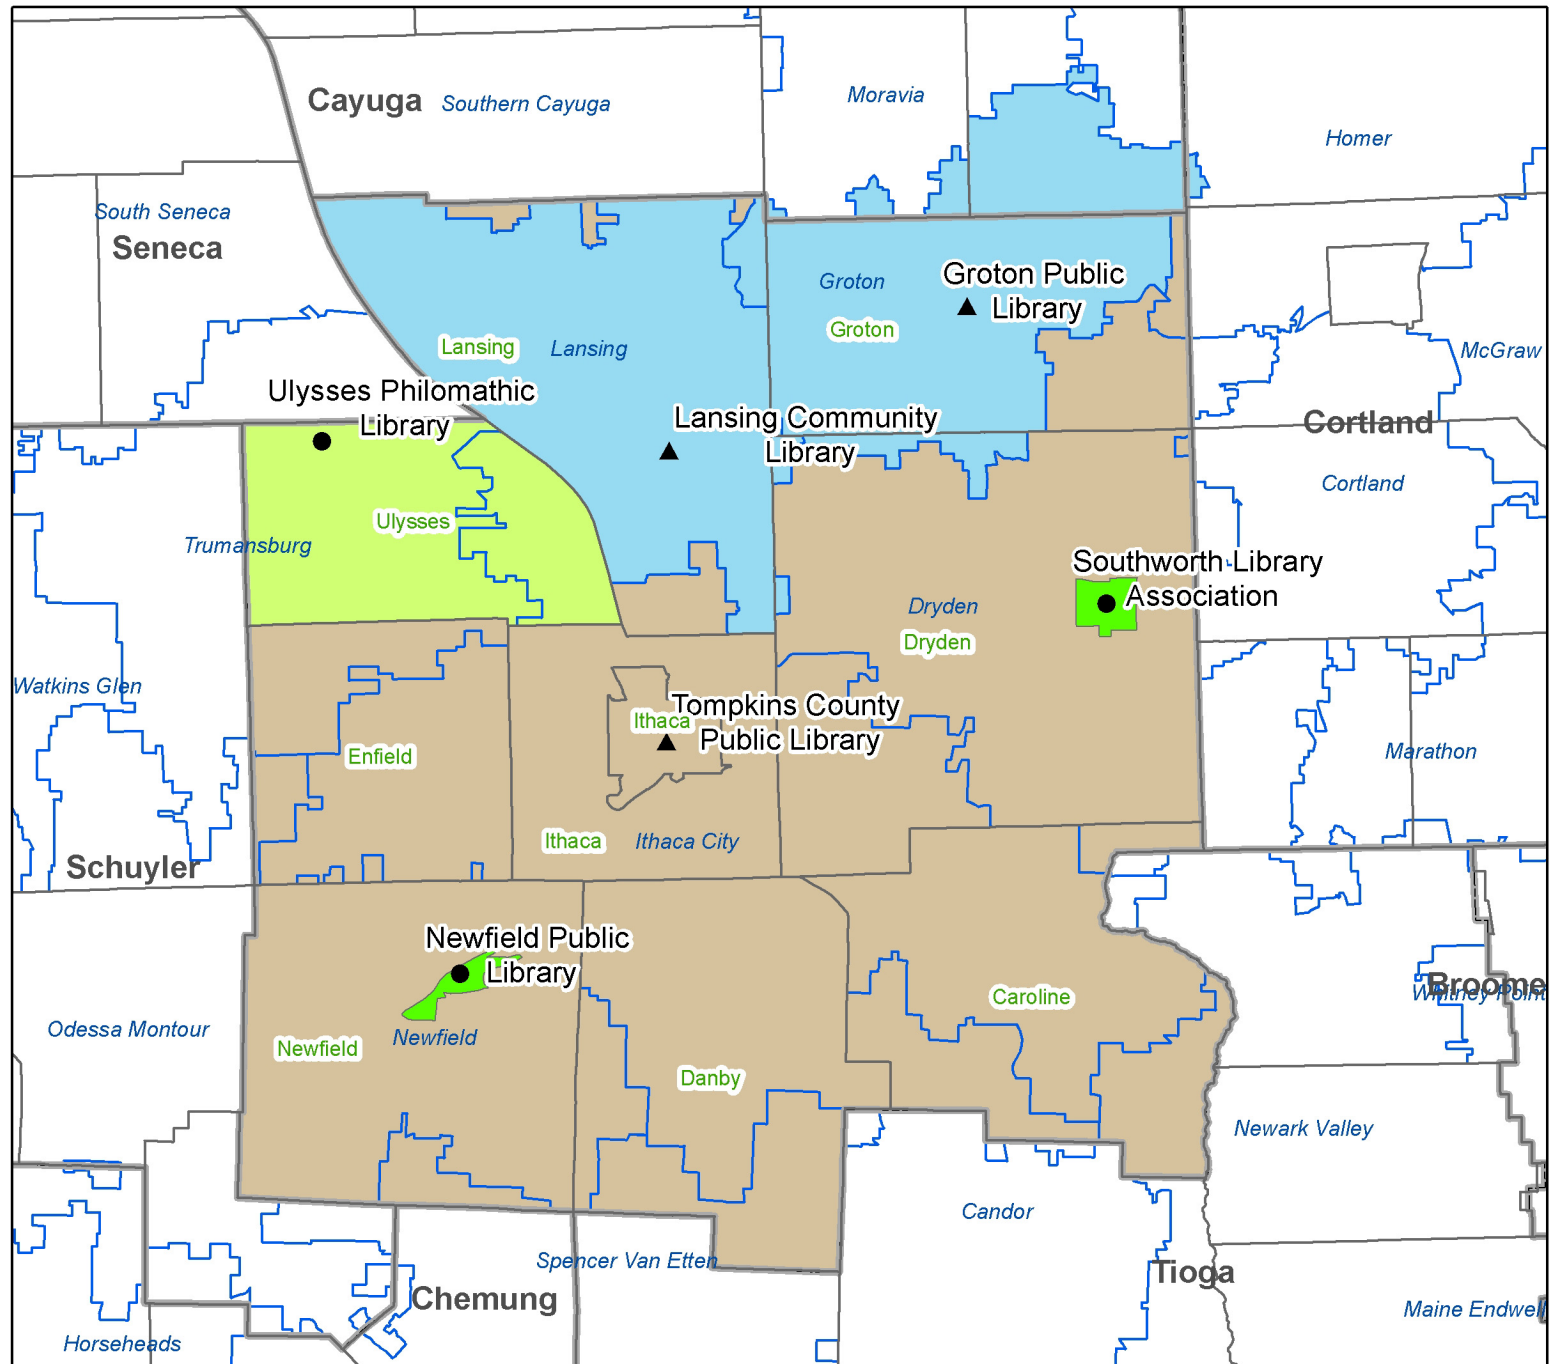 Cayuga
Southern Cayuga
Moravia
Homer
South Seneca
Seneca
Groton
Groton Public
Library
Groton
Lansing
Lansing
McGraw
Ulysses Philomathic
Library
Lansing Community
Library
Cortland
Cortland
Ulysses
Trumansburg
Southworth Library
Association
Dryden
Dryden
Watkins Glen
Ithaca
Tompkins County
Public Library
Enfield
Marathon
Ithaca
Ithaca City
Schuyler
Newfield Public
Library
Broome
Whitney Point
Caroline
Odessa Montour
Newfield
Newfield
Danby
Newark Valley
Candor
Spencer Van Etten
Tioga
Chemung
Maine Endwell
Horseheads